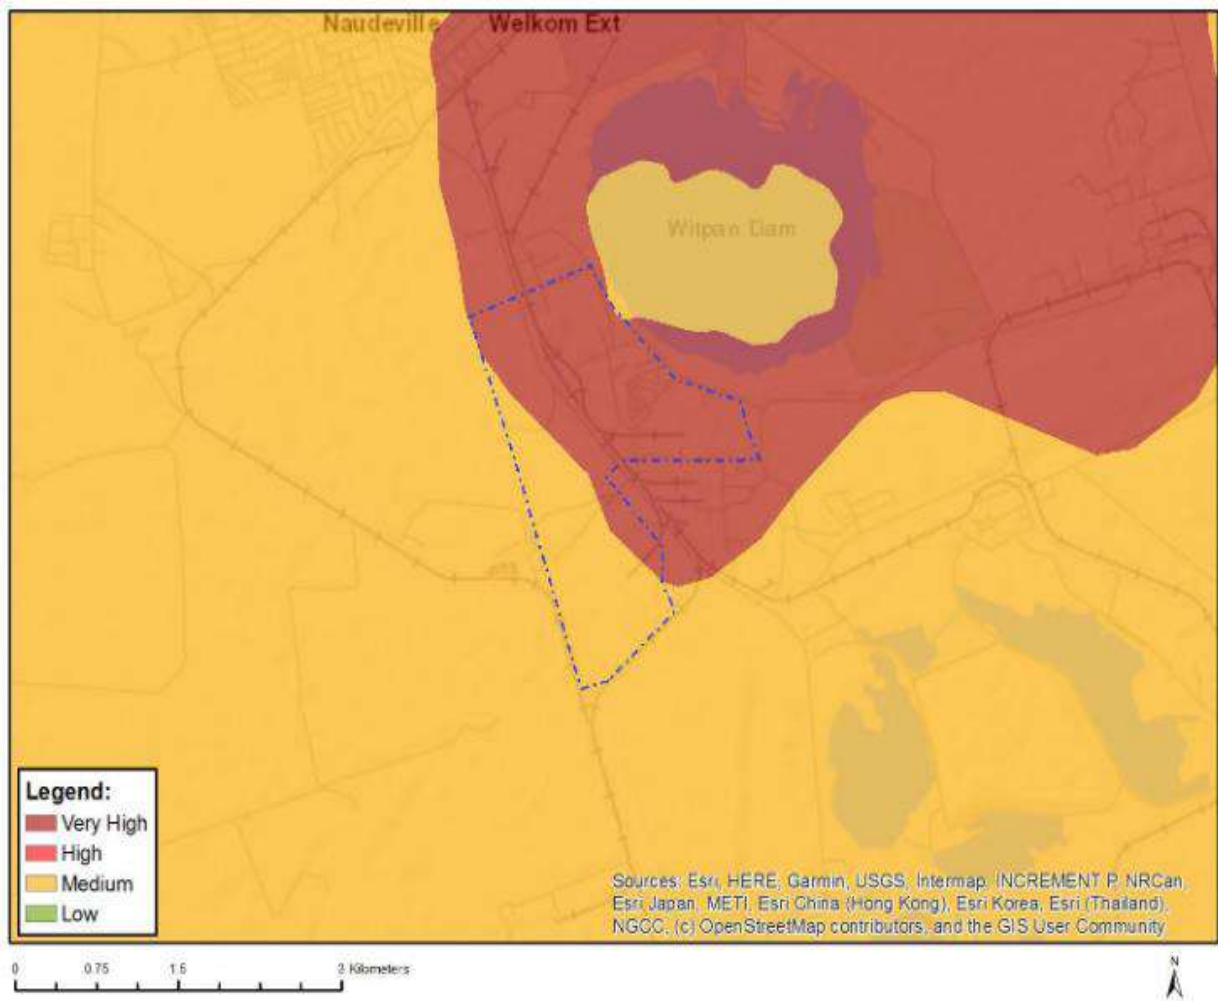 Naudeville Welkom Ext
Witpan Dam
Legend:
Very High
High
Medium
Low
Sources: Esri, HERE, Garmin, USGS, Intermap, INCREMENT P, NRCan,
Esri Japan, METI, Esri China (Hong Kong), Esri Korea, Esri (Thailand),
NGCC, (c) OpenStreetMap contributors, and the GIS User Community
0 0.75 1.5 3 Kilometers
N